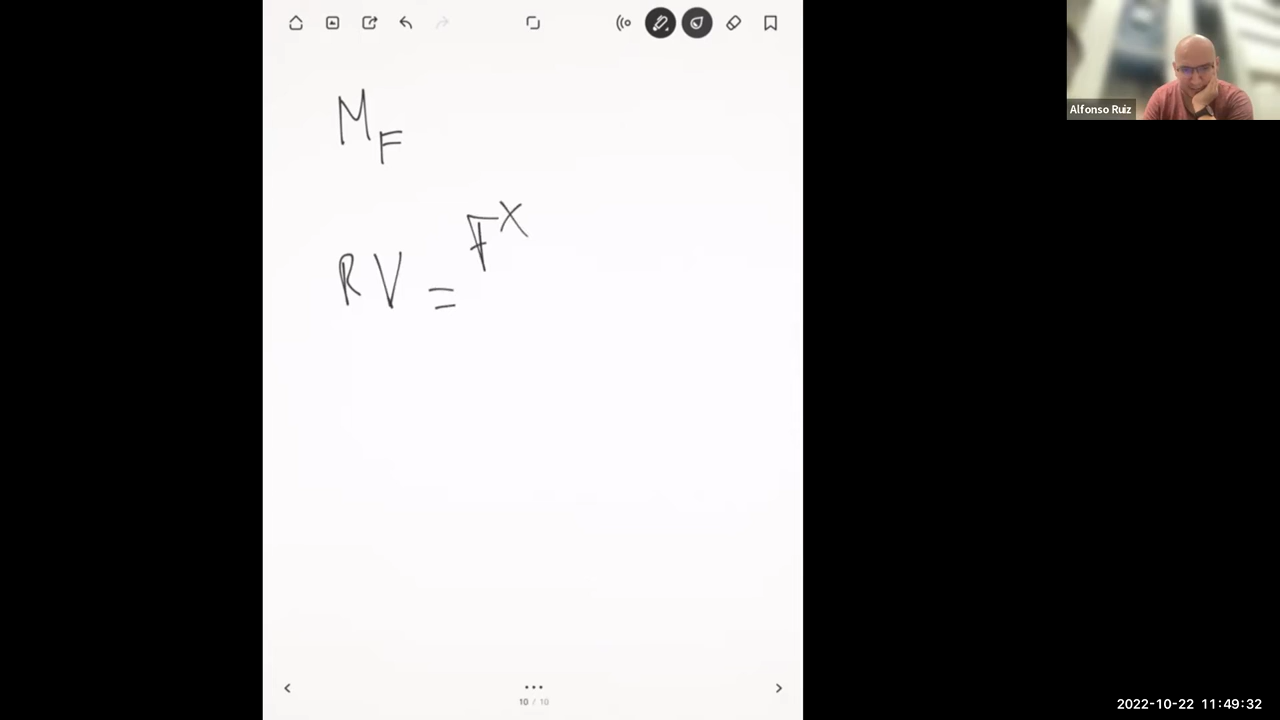 Alfonso Ruiz
M_F
RV = F^X
10 / 10
2022-10-22 11:49:32